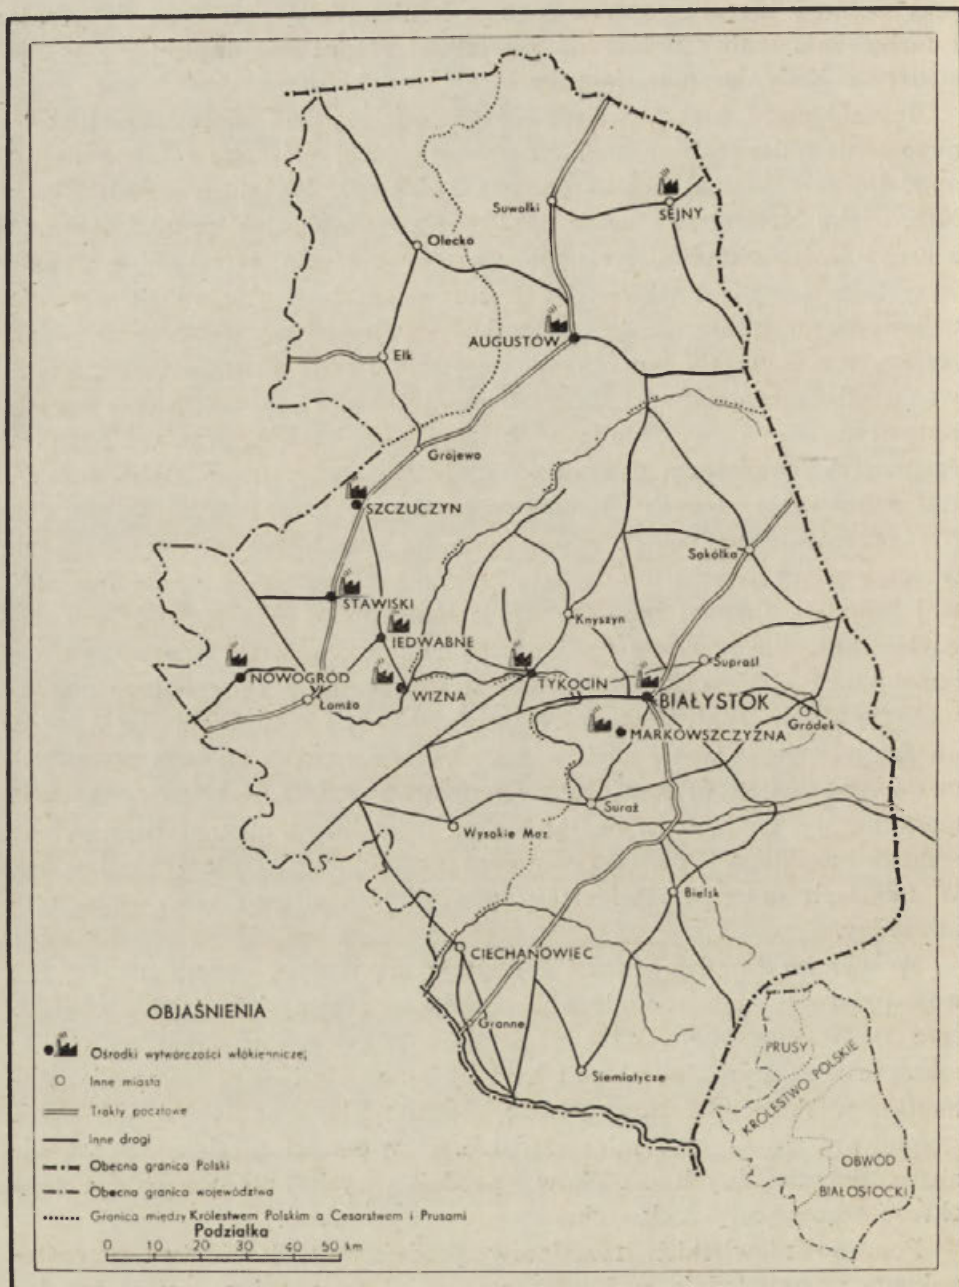 Suwałki
SEJNY
Olecko
AUGUSTÓW
Ełk
Grajewo
SZCZUCZYN
Sokółka
STAWISKI
Knyszyn
JEDWABNE
Supraśl
NOWOGRÓD
WIZNA
TYKOCIN
Łomża
BIAŁYSTOK
Gródek
MARKOWSZCZYZNA
Suraż
Wysokie Maz.
Bielsk
CIECHANOWIEC
Granne
Siemiatycze
OBJAŚNIENIA
Ośrodki wytwórczości włókienniczej
Inne miasta
Trakty pocztowe
Inne drogi
Obecna granica Polski
Obecna granica województwa
Granica między Królestwem Polskim a Cesarstwem i Prusami
Podziałka
0 10 20 30 40 50 km
PRUSY
KRÓLESTWO POLSKIE
OBWÓD
BIAŁOSTOCKI